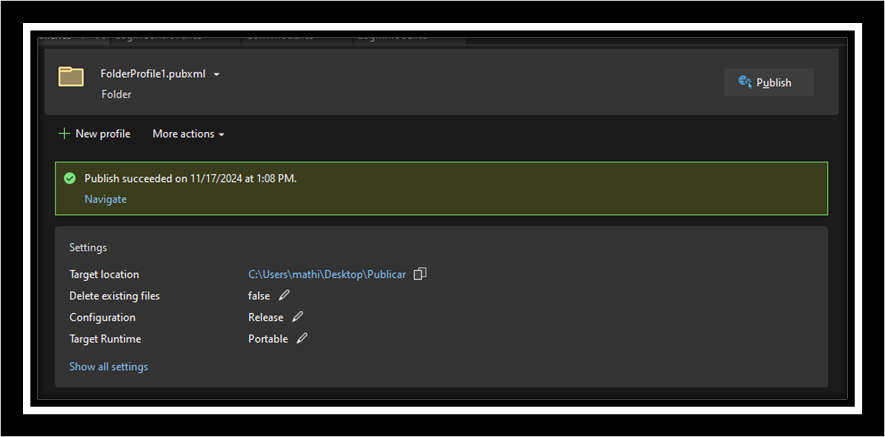 FolderProfile1.pubxml
Folder
Publish
New profile
More actions
Publish succeeded on 11/17/2024 at 1:08 PM.
Navigate
Settings
Target location C:\Users\mathi\Desktop\Publicar
Delete existing files false
Configuration Release
Target Runtime Portable
Show all settings